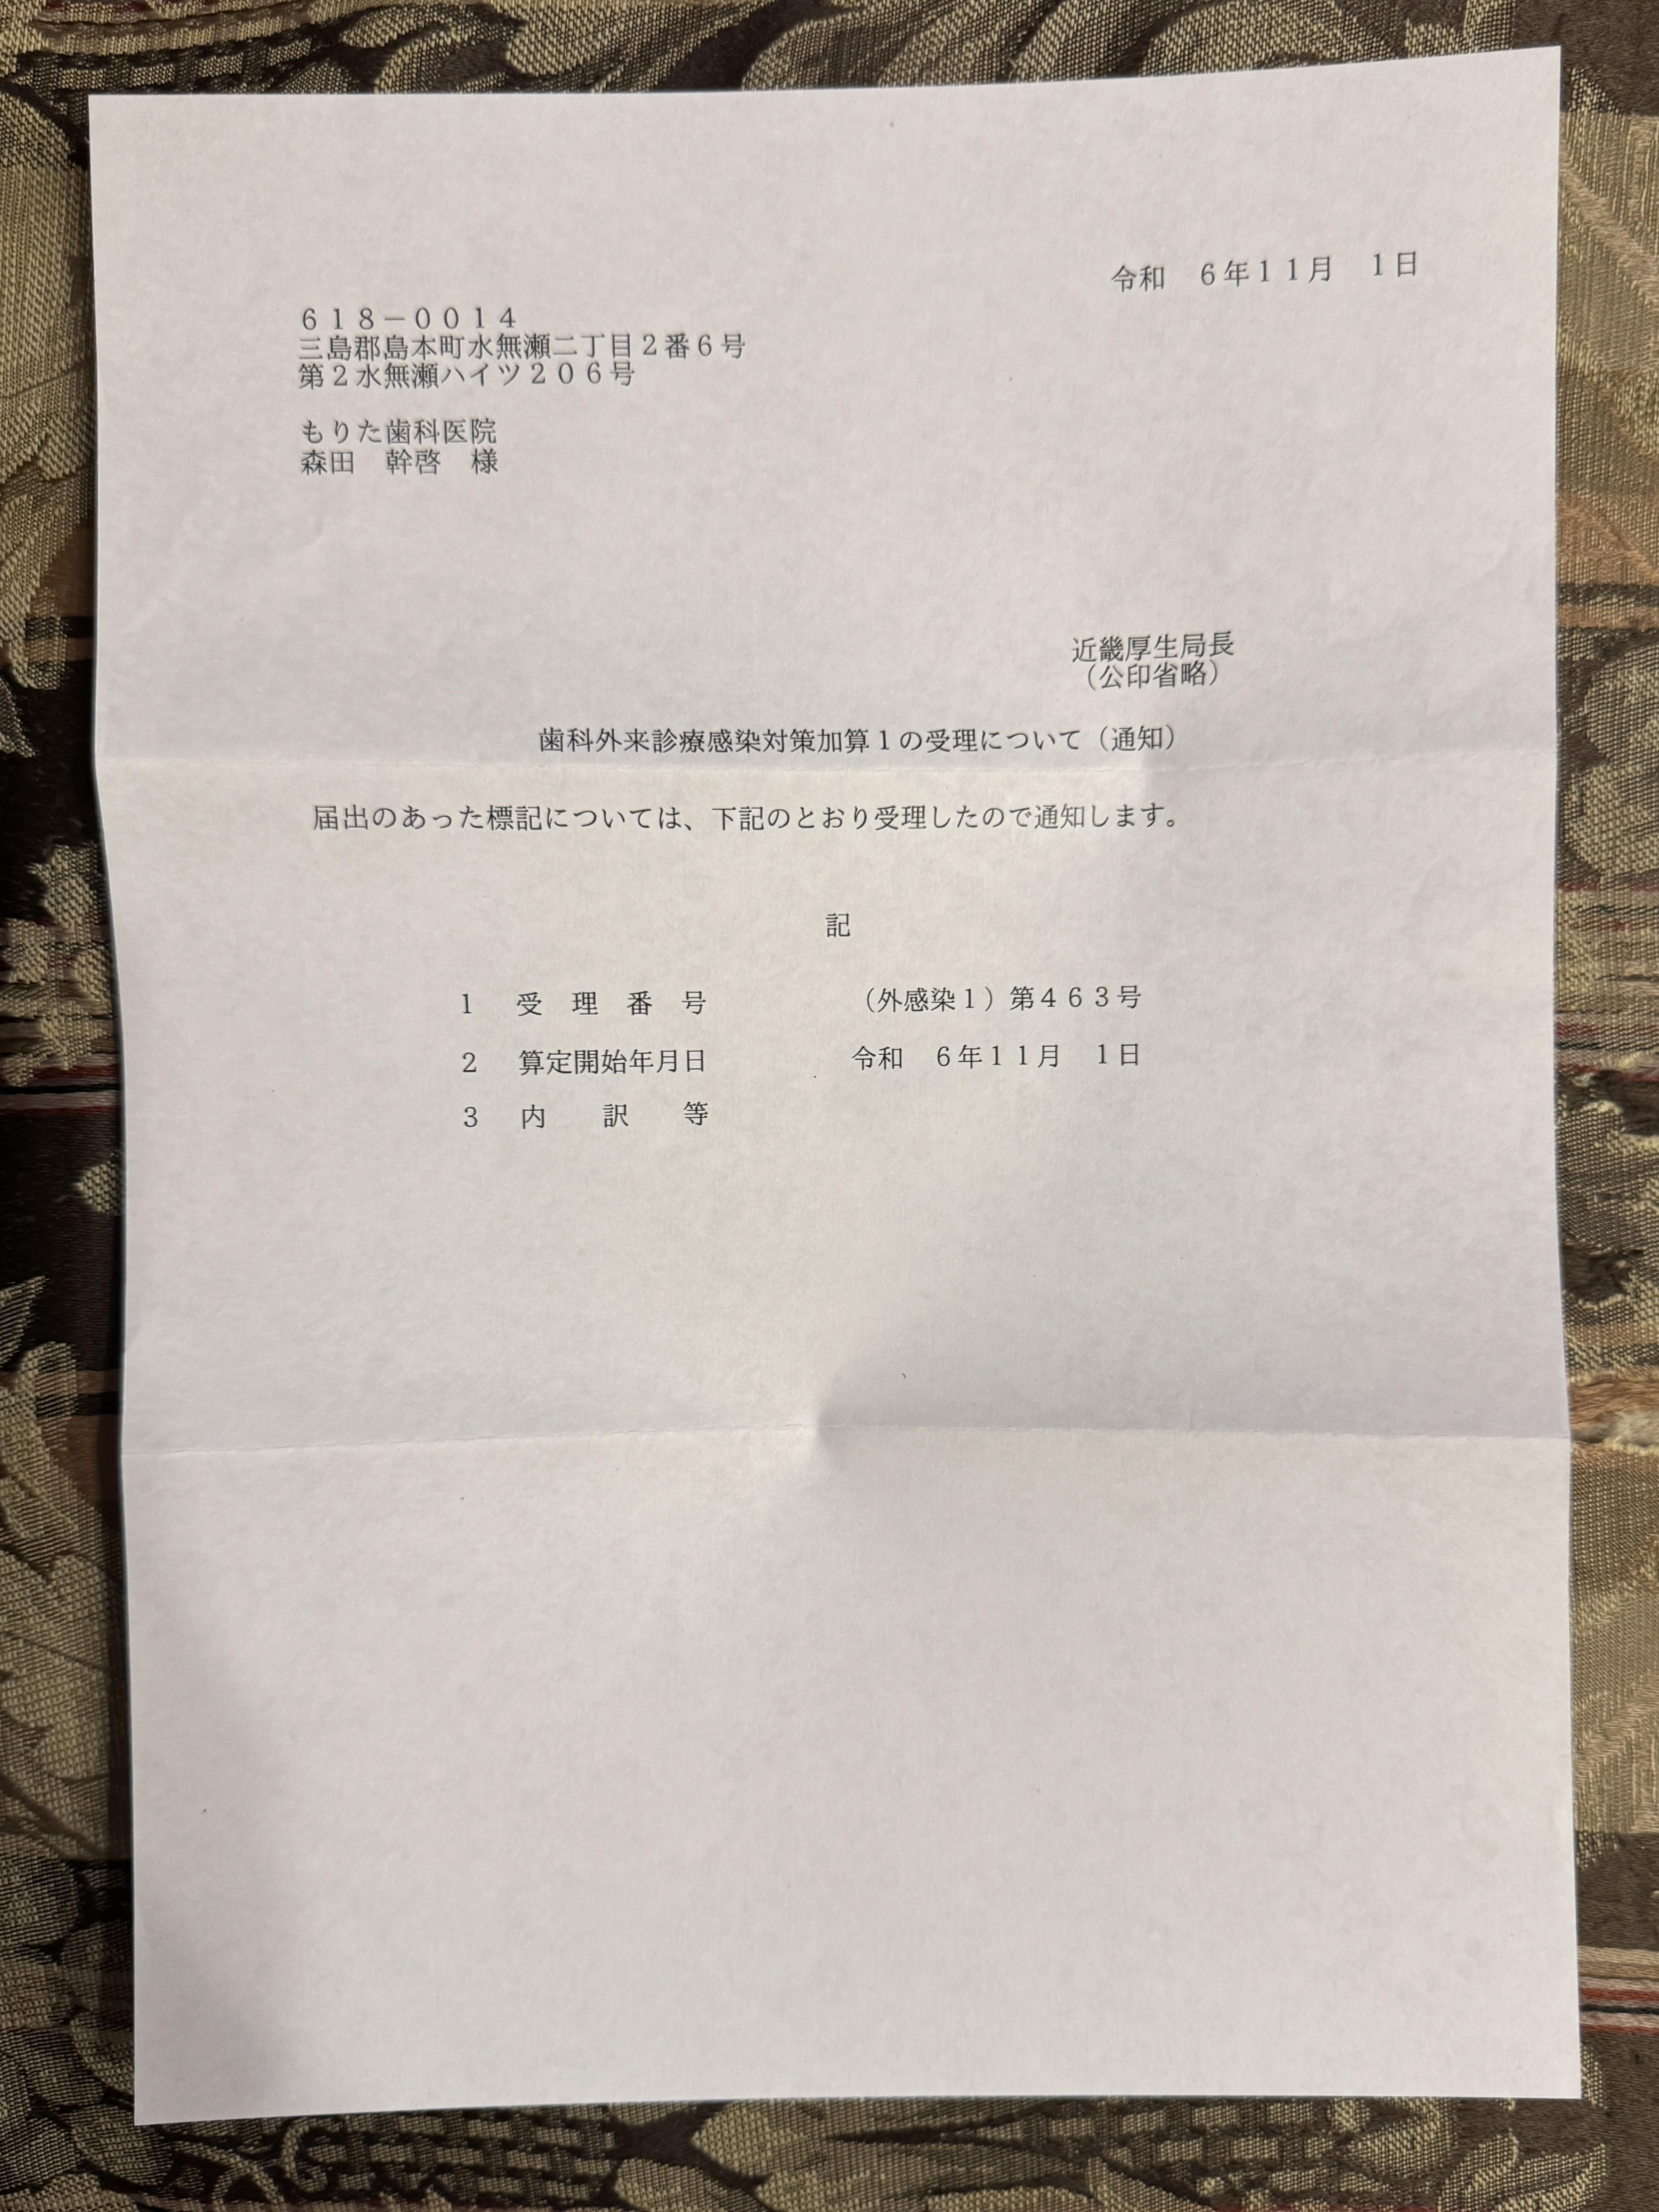 令和　６年１１月　１日
６１８－００１４
三島郡島本町水無瀬二丁目２番６号
第２水無瀬ハイツ２０６号
もりた歯科医院
森田　幹啓　様
近畿厚生局長
（公印省略）
歯科外来診療感染対策加算１の受理について（通知）
届出のあった標記については、下記のとおり受理したので通知します。
記
１　受　理　番　号　（外感染１）第４６３号
２　算定開始年月日　令和　６年１１月　１日
３　内　　訳　　等